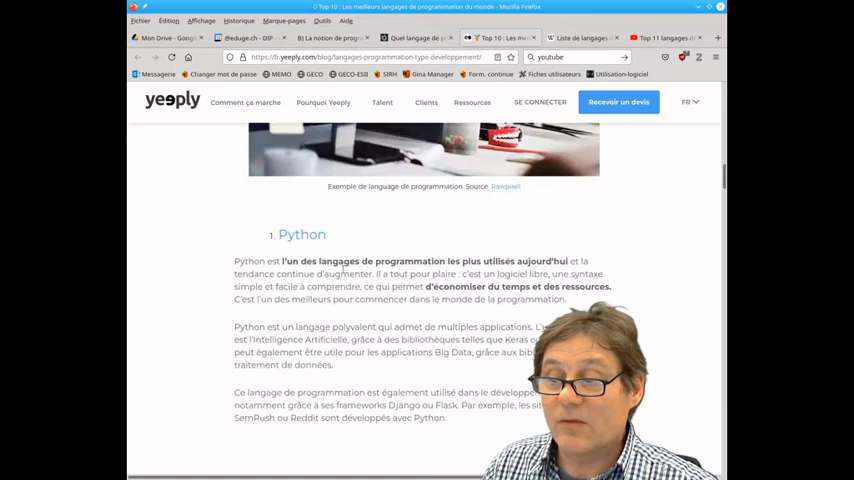 Top 10 : Les meilleurs langages de programmation du monde - Mozilla Firefox
Fichier Édition Affichage Historique Marque-pages Outils Aide
Mon Drive - Google @eduge.ch - DIP B) La notion de progr Quel langage de p Top 10 : Les me Liste de langages Top 11 langages d
https://fr.yeeply.com/blog/langages-programmation-type-developpement/ youtube
Messagerie Changer mot de passe MEMO GECO GECO-ESII SIRH Gina Manager Form. continue Fiches utilisateurs Utilisation-logiciel
yeeply Comment ça marche Pourquoi Yeeply Talent Clients Ressources SE CONNECTER Recevoir un devis FR
Exemple de language de programmation. Source: Rawpixel
1. Python
Python est l'un des langages de programmation les plus utilisés aujourd'hui et la
tendance continue d'augmenter. Il a tout pour plaire : c'est un logiciel libre, une syntaxe
simple et facile à comprendre, ce qui permet d'économiser du temps et des ressources.
C'est l'un des meilleurs pour commencer dans le monde de la programmation.
Python est un langage polyvalent qui admet de multiples applications.
est l'Intelligence Artificielle, grâce à des bibliothèques telles que Keras
peut également être utile pour les applications Big Data, grâce aux
traitement de données.
Ce langage de programmation est également utilisé dans le
notamment grâce à ses frameworks Django ou Flask. Par exemple, les
SemRush ou Reddit sont développés avec Python.